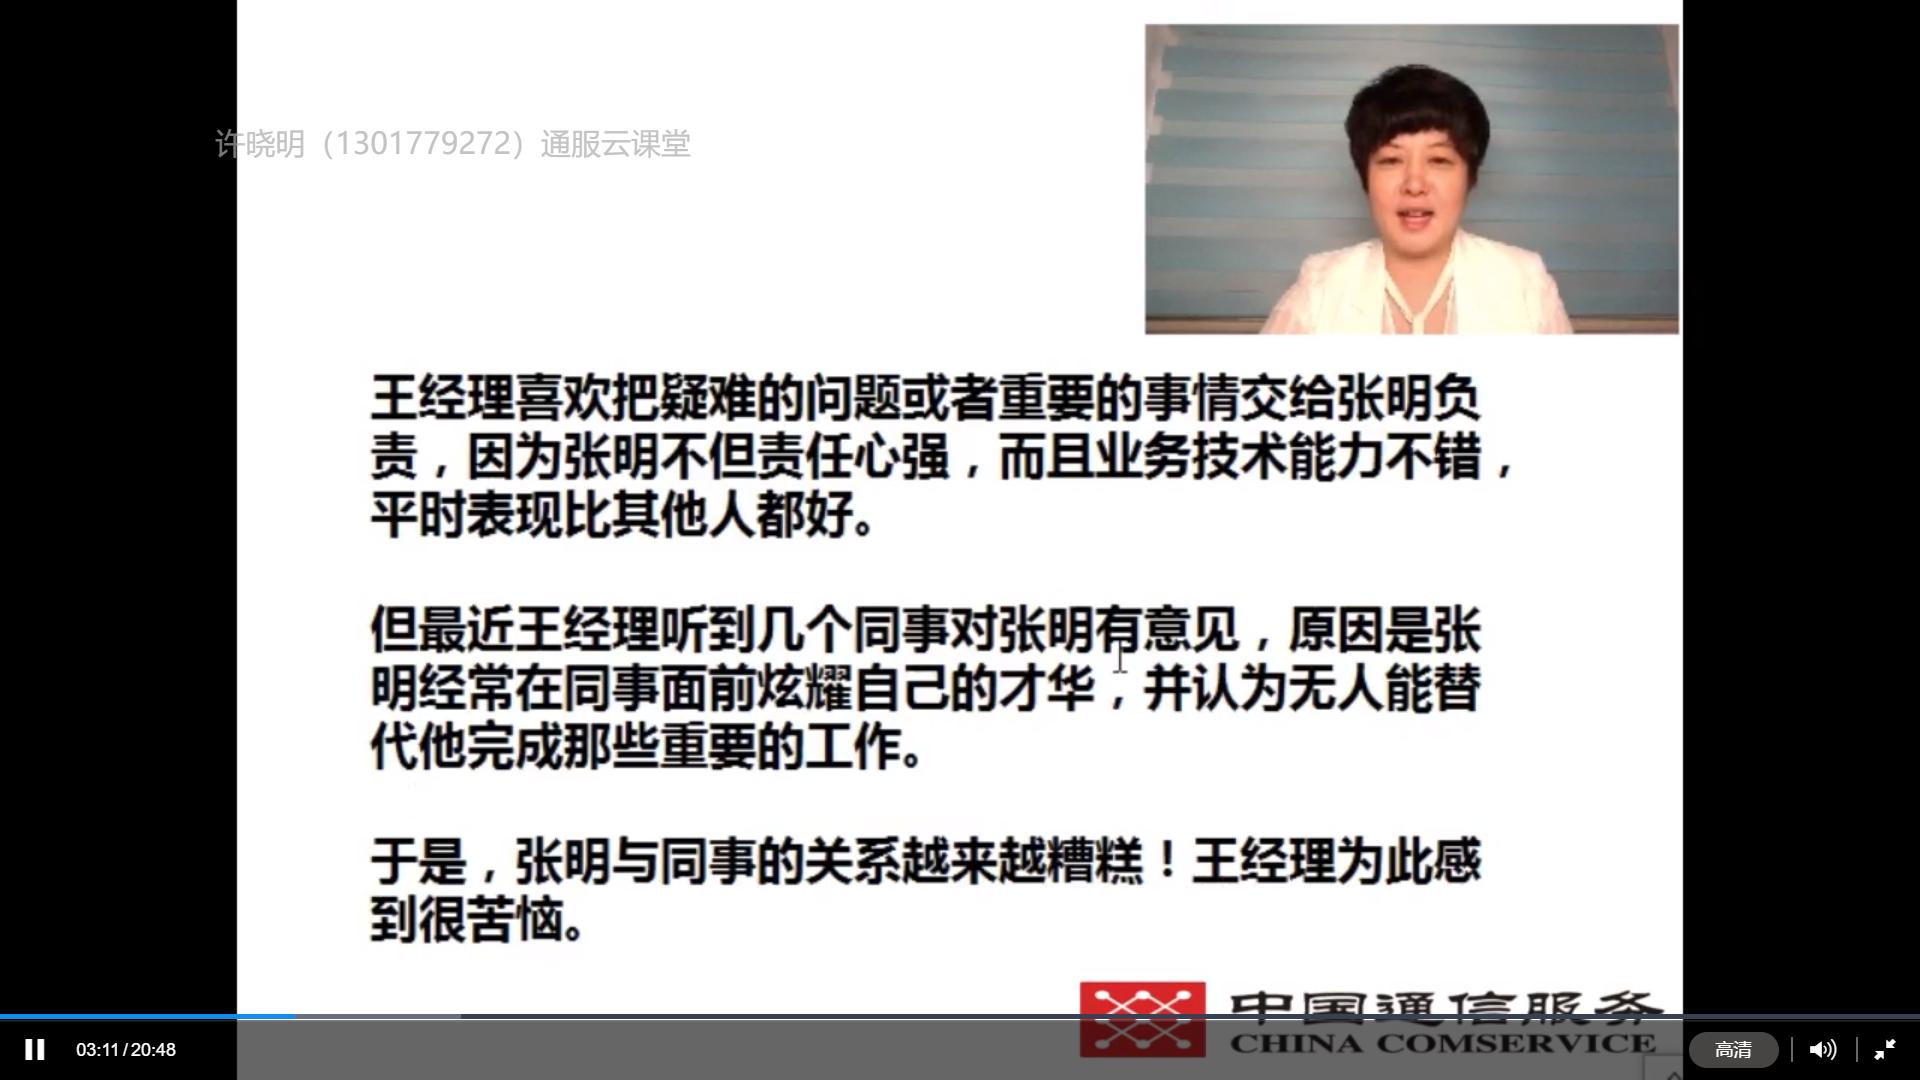 许晓明（1301779272）通服云课堂
王经理喜欢把疑难的问题或者重要的事情交给张明负
责，因为张明不但责任心强，而且业务技术能力不错，
平时表现比其他人都好。
但最近王经理听到几个同事对张明有意见，原因是张
明经常在同事面前炫耀自己的才华，并认为无人能替
代他完成那些重要的工作。
于是，张明与同事的关系越来越糟糕！王经理为此感
到很苦恼。
中国通信服务
CHINA COMSERVICE
03:11/20:48
高清